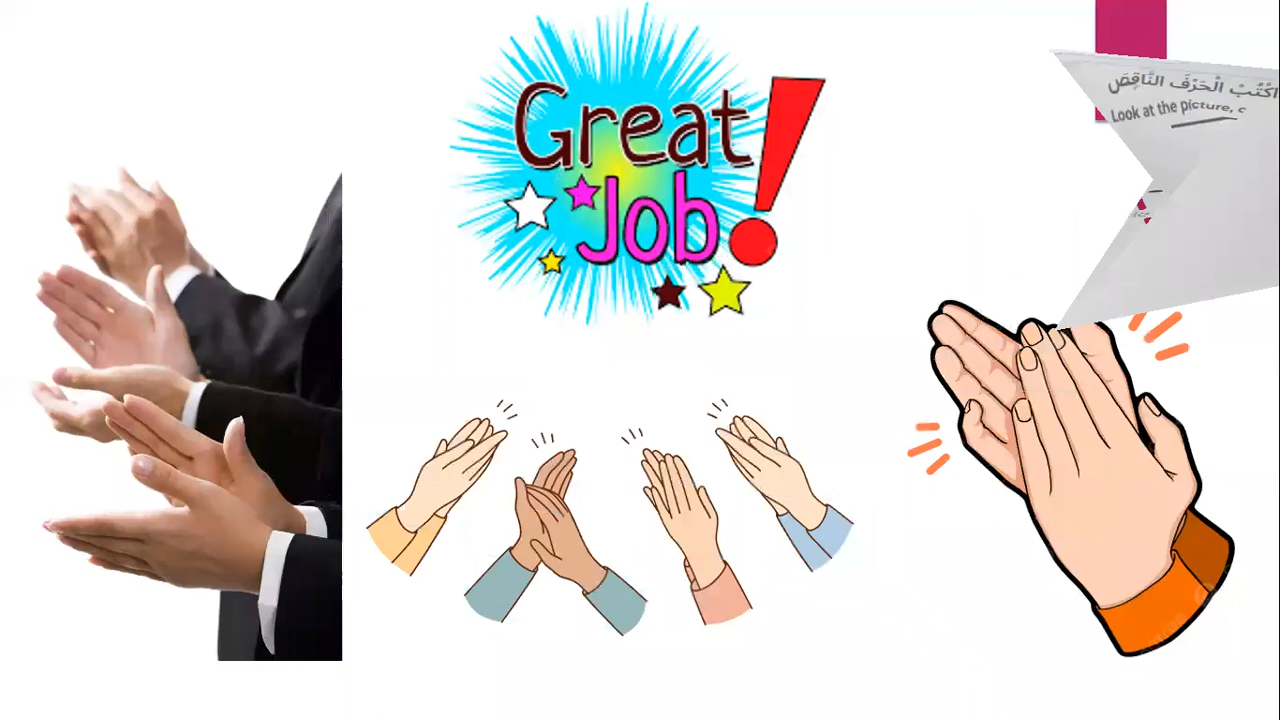 Great
Job!
اكْتُبْ الْحَرْفَ النَّاقِصَ
Look at the picture, c